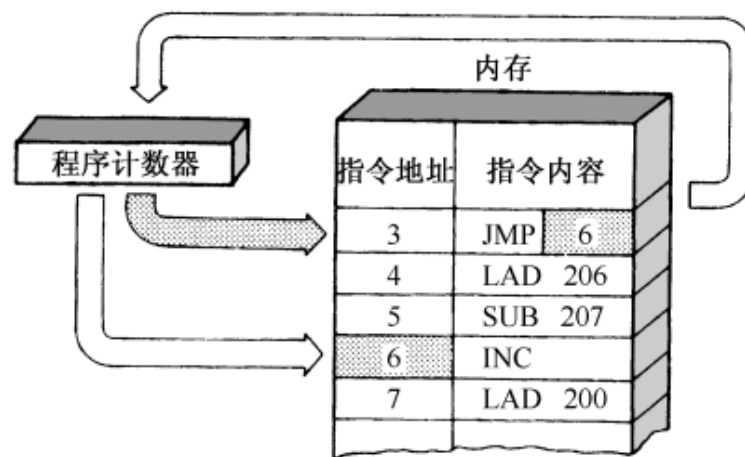 内存
程序计数器
指令地址 指令内容
3 JMP 6
4 LAD 206
5 SUB 207
6 INC
7 LAD 200